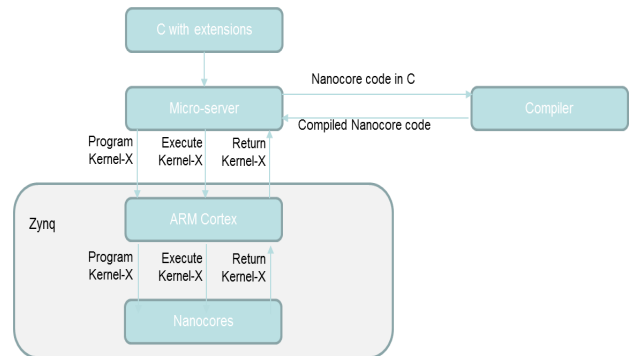 C with extensions
Nanocore code in C
Micro-server
Compiler
Compiled Nanocore code
Program
Kernel-X
Execute
Kernel-X
Return
Kernel-X
Zynq
ARM Cortex
Program
Kernel-X
Execute
Kernel-X
Return
Kernel-X
Nanocores